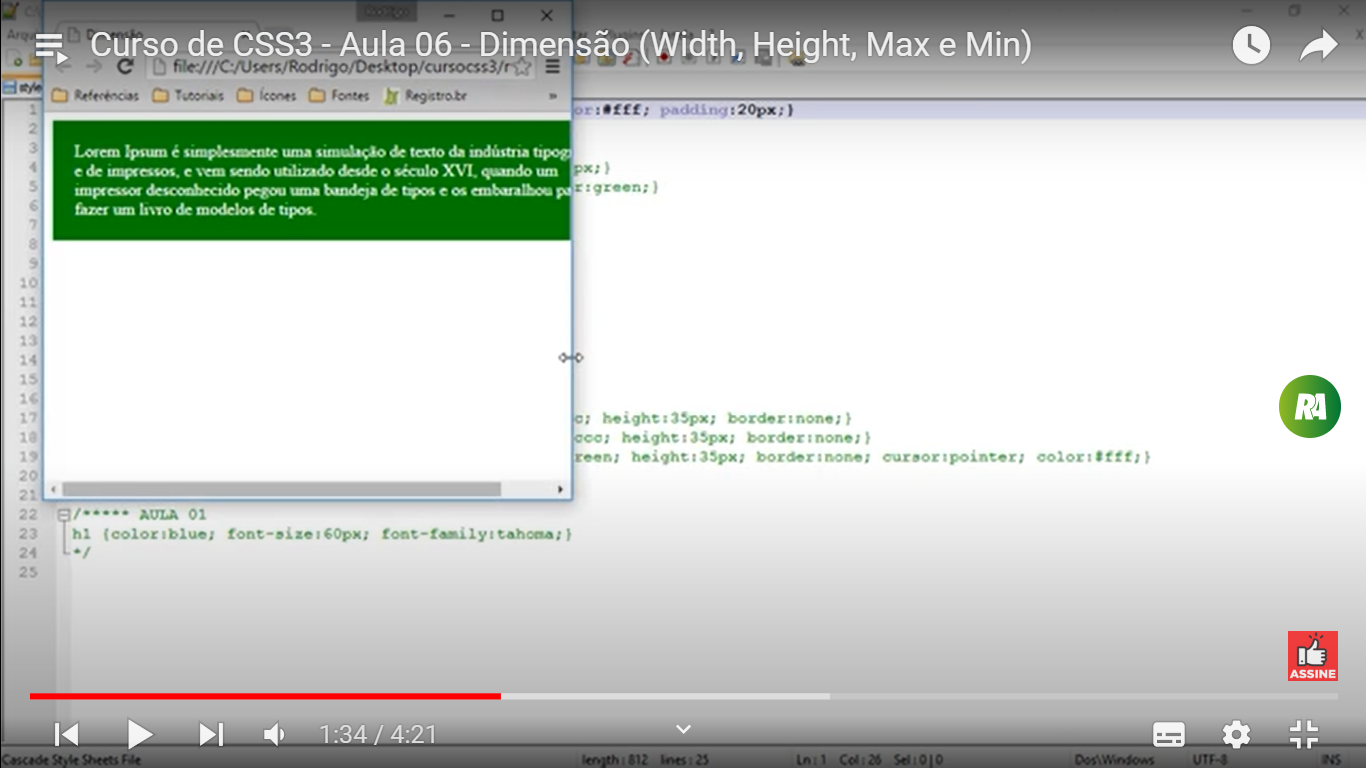 Curso de CSS3 - Aula 06 - Dimensão (Width, Height, Max e Min)
file:///C:/Users/Rodrigo/Desktop/cursocss3/r
Referências Tutoriais Ícones Fontes Registro.br »
style
1 or:#fff; padding:20px;}
2
3
4 px;}
5 r:green;}
6
7
8
9
10
11
12
13
14
15
16
17 c; height:35px; border:none;}
18 ccc; height:35px; border:none;}
19 reen; height:35px; border:none; cursor:pointer; color:#fff;}
20
21
22 /***** AULA 01
23 h1 {color:blue; font-size:60px; font-family:tahoma;}
24 */
25
Lorem Ipsum é simplesmente uma simulação de texto da indústria tipog
e de impressos, e vem sendo utilizado desde o século XVI, quando um
impressor desconhecido pegou uma bandeja de tipos e os embaralhou pa
fazer um livro de modelos de tipos.
RA
ASSINE
1:34 / 4:21
Cascade Style Sheets File length : 812 lines : 25 Ln : 1 Col : 26 Sel : 0 | 0 Dos\Windows UTF-8 INS